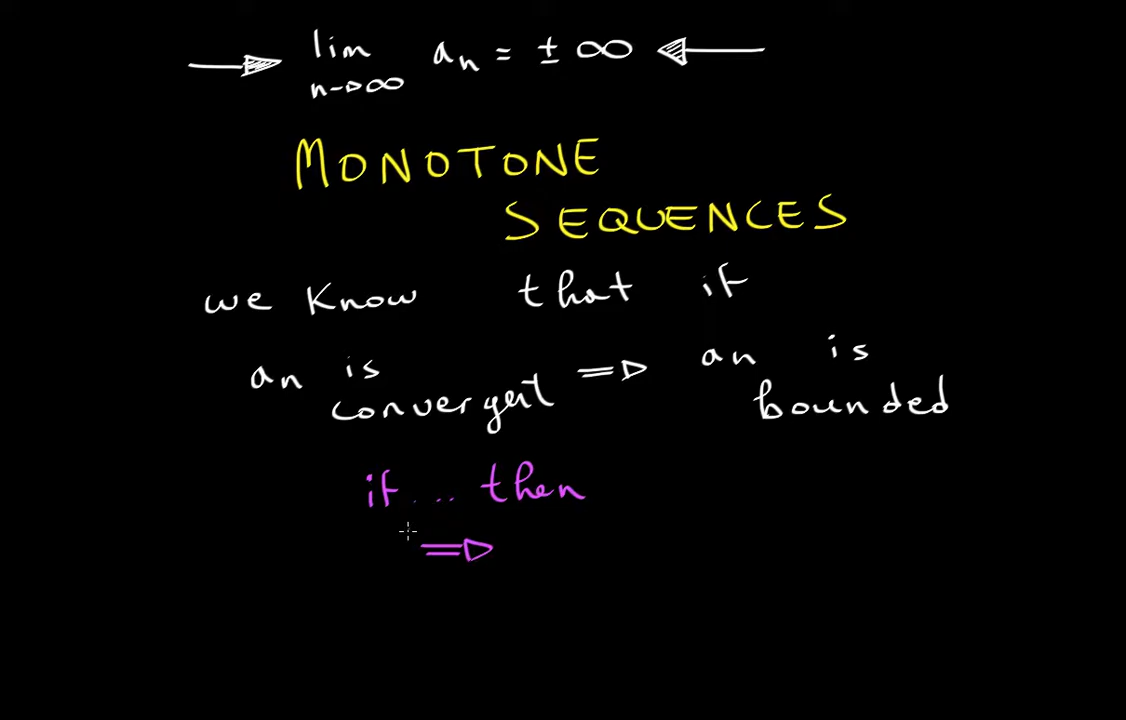 lim n→∞ an = ± ∞
MONOTONE
SEQUENCES
we know that if
an is convergent ⇒ an is bounded
if ... then
⇒